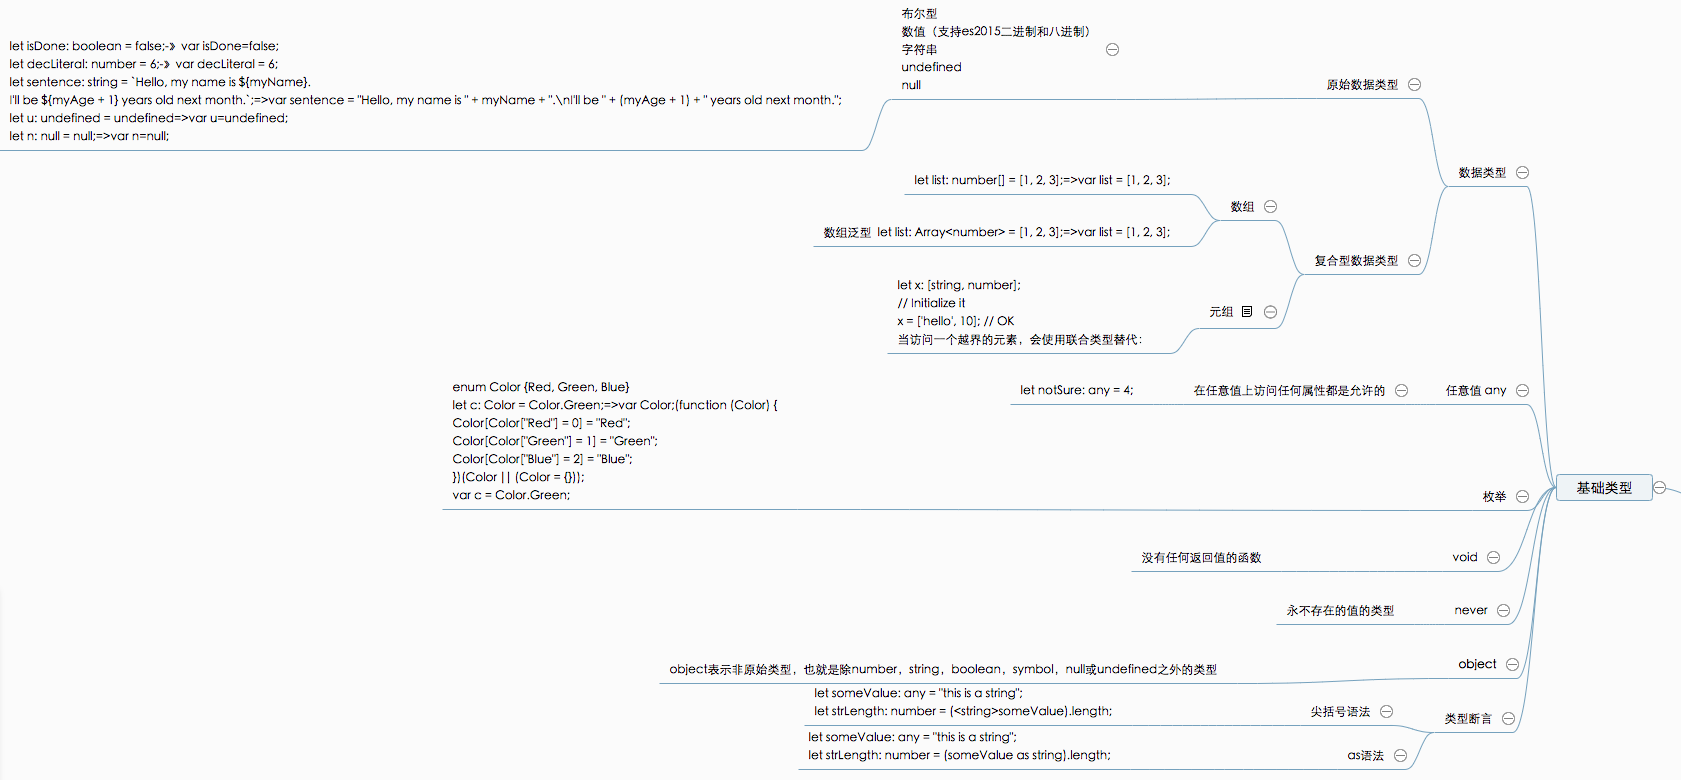 布尔型
数值（支持es2015二进制和八进制）
字符串
undefined
null
原始数据类型
let isDone: boolean = false;-》 var isDone=false;
let decLiteral: number = 6;-》 var decLiteral = 6;
let sentence: string = `Hello, my name is ${myName}.
I'll be ${myAge + 1} years old next month.`;=>var sentence = "Hello, my name is " + myName + ".\nI'll be " + (myAge + 1) + " years old next month.";
let u: undefined = undefined=>var u=undefined;
let n: null = null;=>var n=null;
数据类型
let list: number[] = [1, 2, 3];=>var list = [1, 2, 3];
数组
数组泛型 let list: Array<number> = [1, 2, 3];=>var list = [1, 2, 3];
复合型数据类型
let x: [string, number];
// Initialize it
x = ['hello', 10]; // OK
当访问一个越界的元素，会使用联合类型替代：
元组
let notSure: any = 4;
在任意值上访问任何属性都是允许的
任意值 any
enum Color {Red, Green, Blue}
let c: Color = Color.Green;=>var Color;(function (Color) {
Color[Color["Red"] = 0] = "Red";
Color[Color["Green"] = 1] = "Green";
Color[Color["Blue"] = 2] = "Blue";
})(Color || (Color = {}));
var c = Color.Green;
枚举
基础类型
没有任何返回值的函数
void
永不存在的值的类型
never
object表示非原始类型，也就是除number，string，boolean，symbol，null或undefined之外的类型
object
let someValue: any = "this is a string";
let strLength: number = (<string>someValue).length;
尖括号语法
类型断言
let someValue: any = "this is a string";
let strLength: number = (someValue as string).length;
as语法